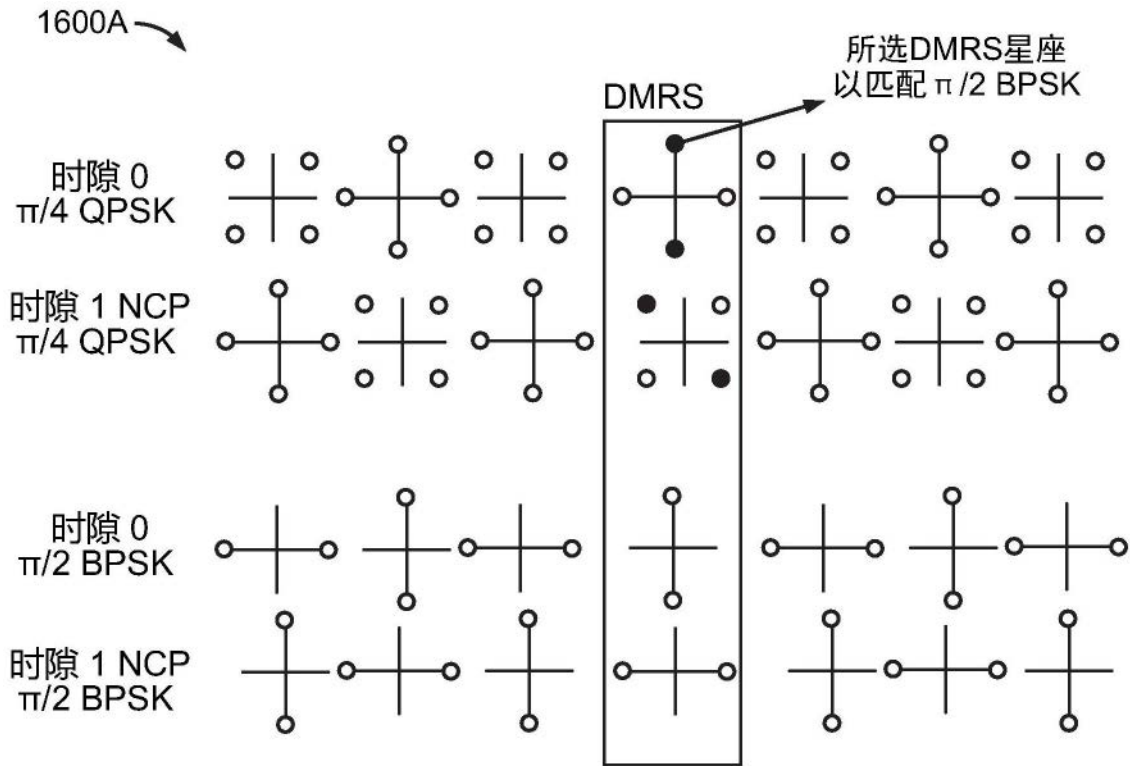 1600A
所选DMRS星座
以匹配 π/2 BPSK
DMRS
时隙 0
π/4 QPSK
时隙 1 NCP
π/4 QPSK
时隙 0
π/2 BPSK
时隙 1 NCP
π/2 BPSK